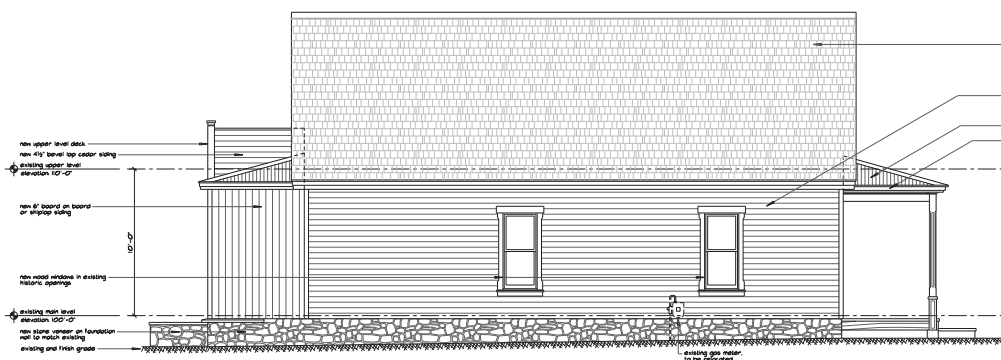 new upper level deck
new 4½" bevel lap cedar siding
existing upper level
elevation 110'-0"
new 6" board on board
or shiplap siding
10'-0"
new wood windows in existing
historic openings
existing main level
elevation 100'-0"
new stone veneer on foundation
wall to match existing
existing and finish grade
existing gas meter,
to be relocated